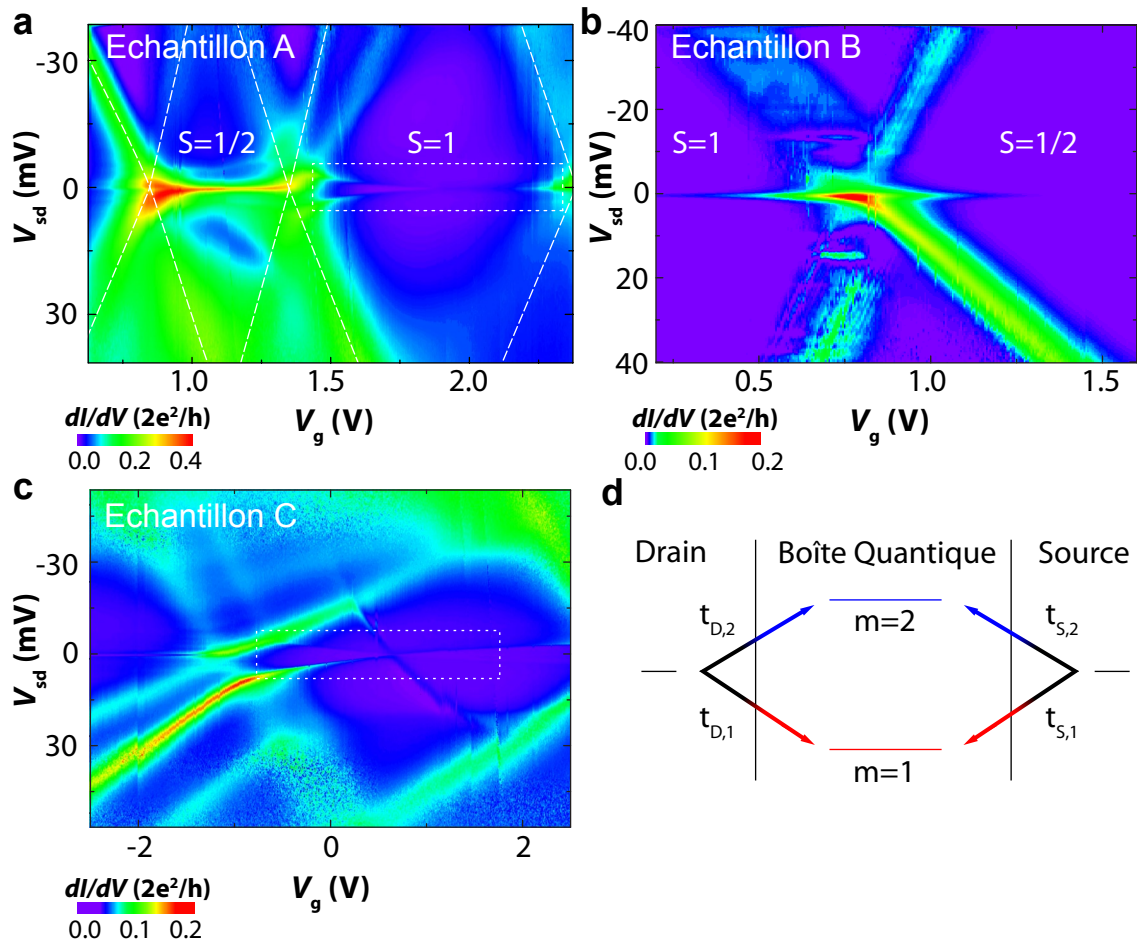 a
Echantillon A
S=1/2
S=1
-30
0
30
V_sd (mV)
1.0
1.5
2.0
V_g (V)
dI/dV (2e²/h)
0.0 0.2 0.4
b
Echantillon B
S=1
S=1/2
-40
-20
0
20
40
V_sd (mV)
0.5
1.0
1.5
V_g (V)
dI/dV (2e²/h)
0.0 0.1 0.2
c
Echantillon C
-30
0
30
V_sd (mV)
-2
0
2
V_g (V)
dI/dV (2e²/h)
0.0 0.1 0.2
d
Drain
Boîte Quantique
Source
t_D,2
m=2
t_S,2
t_D,1
m=1
t_S,1